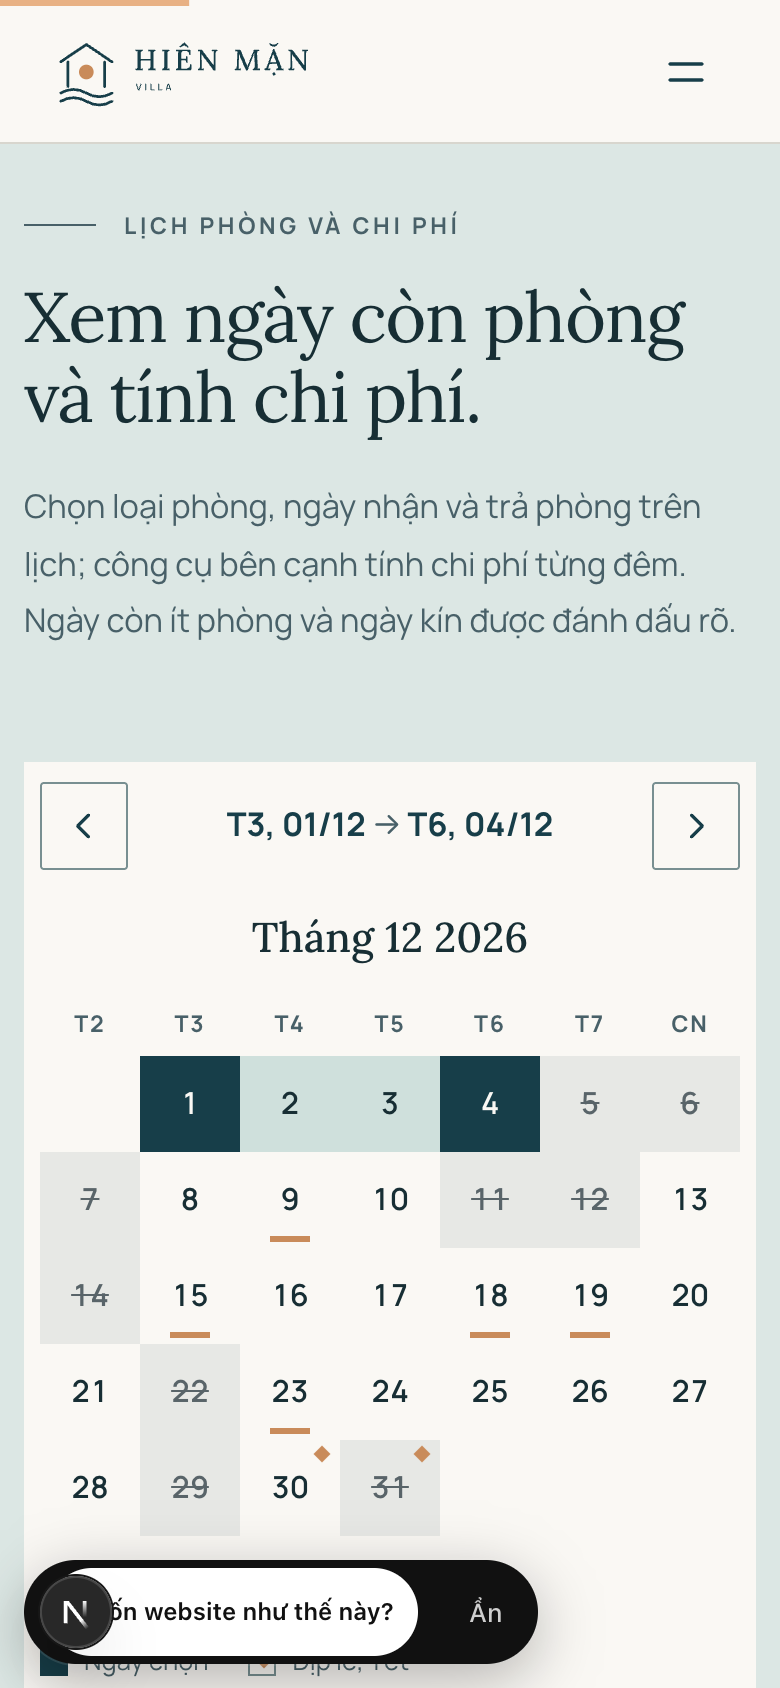 HIÊN MẶN
VILLA
LỊCH PHÒNG VÀ CHI PHÍ
Xem ngày còn phòng
và tính chi phí.
Chọn loại phòng, ngày nhận và trả phòng trên
lịch; công cụ bên cạnh tính chi phí từng đêm.
Ngày còn ít phòng và ngày kín được đánh dấu rõ.
T3, 01/12 → T6, 04/12
Tháng 12 2026
T2 T3 T4 T5 T6 T7 CN
1 2 3 4 5 6
7 8 9 10 11 12 13
14 15 16 17 18 19 20
21 22 23 24 25 26 27
28 29 30 31
N website như thế này? Ẩn
Ngày chọn Dịp lễ, Tết